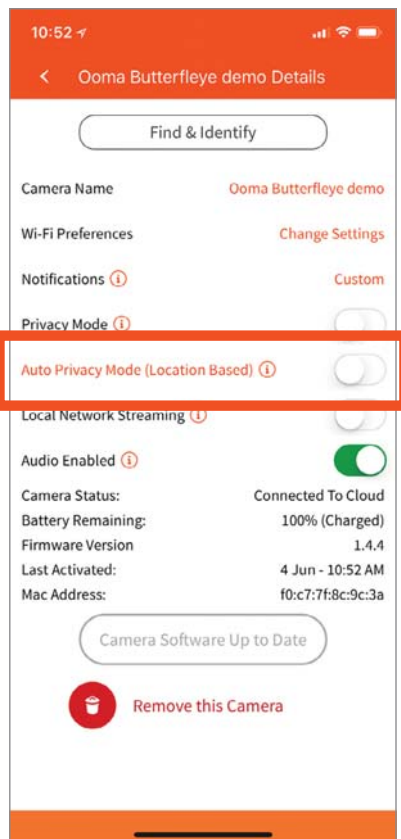 10:52
Ooma Butterfleye demo Details
Find & Identify
Camera Name Ooma Butterfleye demo
Wi-Fi Preferences Change Settings
Notifications Custom
Privacy Mode
Auto Privacy Mode (Location Based)
Local Network Streaming
Audio Enabled
Camera Status: Connected To Cloud
Battery Remaining: 100% (Charged)
Firmware Version 1.4.4
Last Activated: 4 Jun - 10:52 AM
Mac Address: f0:c7:7f:8c:9c:3a
Camera Software Up to Date
Remove this Camera